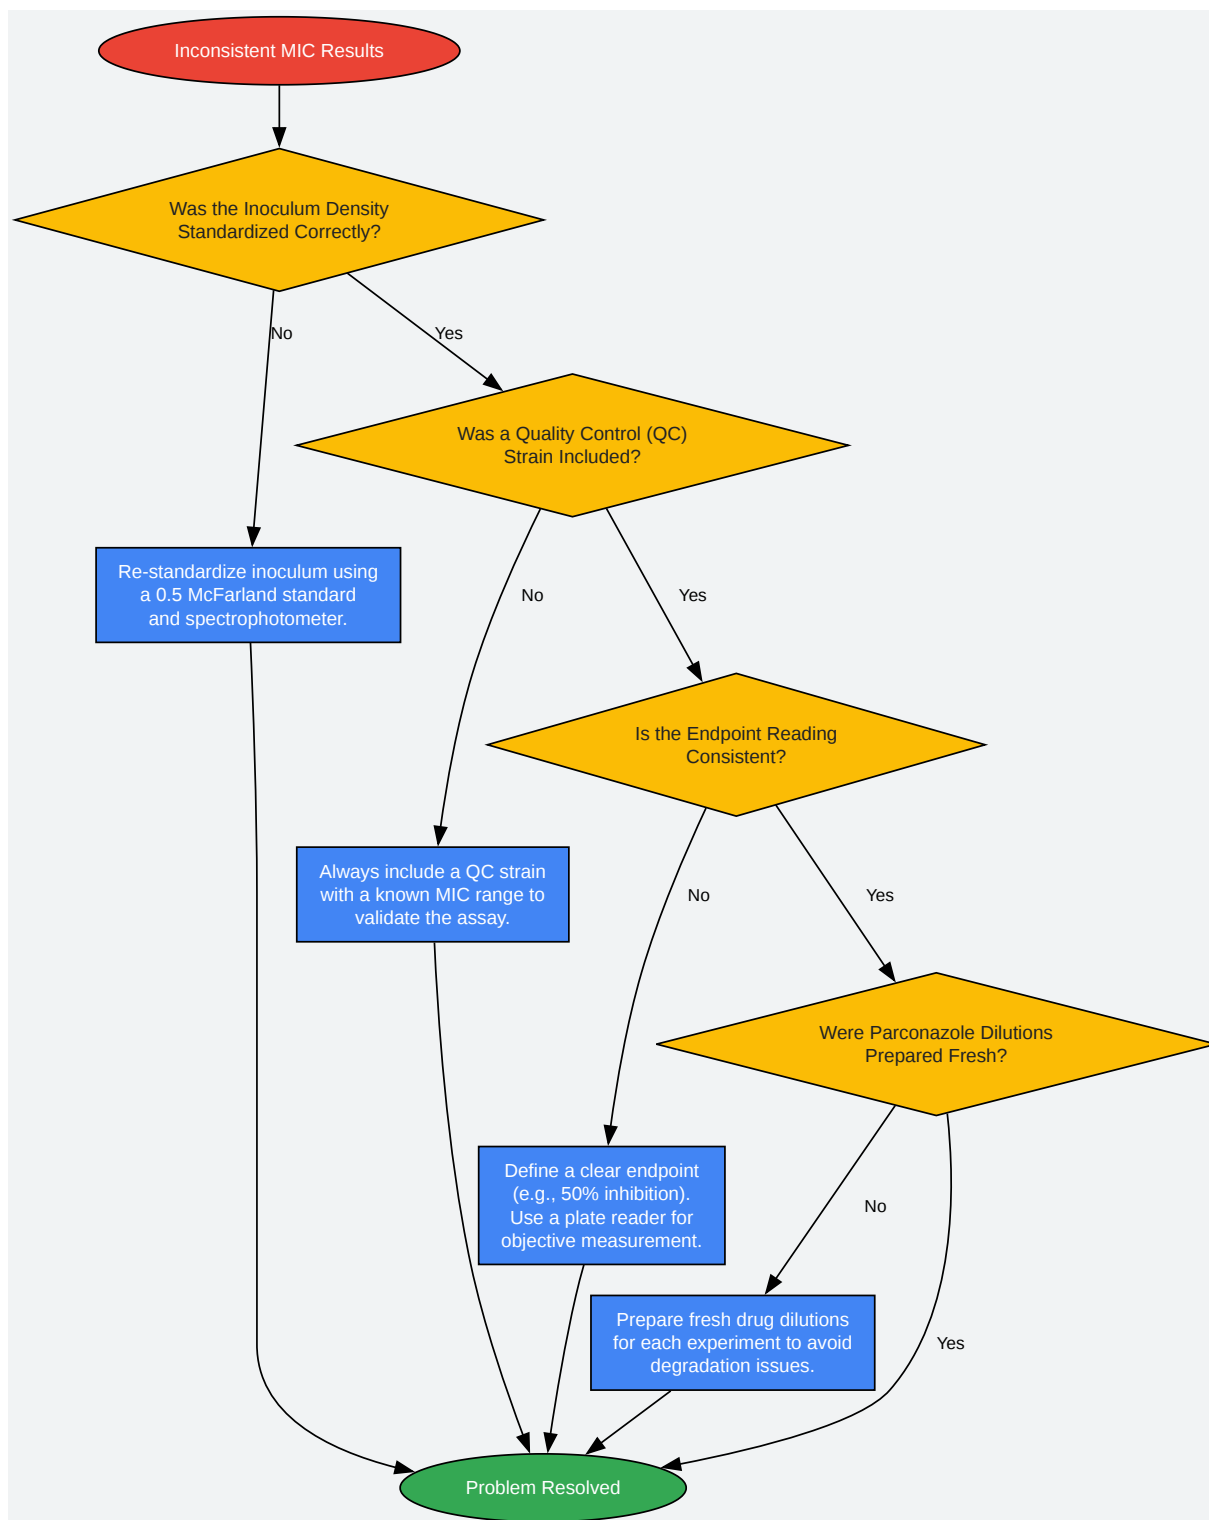 Inconsistent MIC Results
Was the Inoculum Density
Standardized Correctly?
No
Yes
Was a Quality Control (QC)
Strain Included?
Re-standardize inoculum using
a 0.5 McFarland standard
and spectrophotometer.
No
Yes
Is the Endpoint Reading
Consistent?
Always include a QC strain
with a known MIC range to
validate the assay.
No
Yes
Were Parconazole Dilutions
Prepared Fresh?
Define a clear endpoint
(e.g., 50% inhibition).
Use a plate reader for
objective measurement.
No
Prepare fresh drug dilutions
for each experiment to avoid
degradation issues.
Yes
Problem Resolved